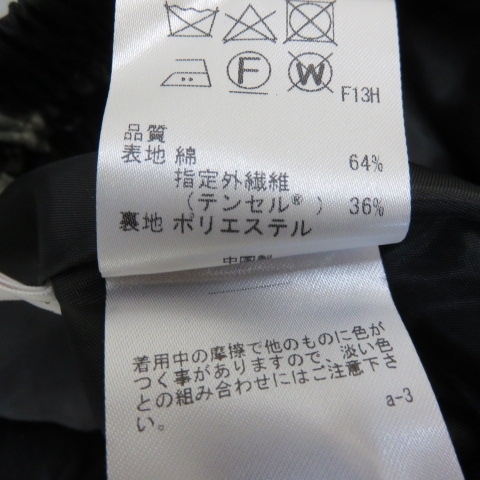 F
W
F13H
品質
表地 綿 64%
指定外繊維
(テンセル®) 36%
裏地 ポリエステル
中国製
着用中の摩擦で他のものに色が
つく事がありますので、淡い色
との組み合わせにはご注意下さ
い。
a-3